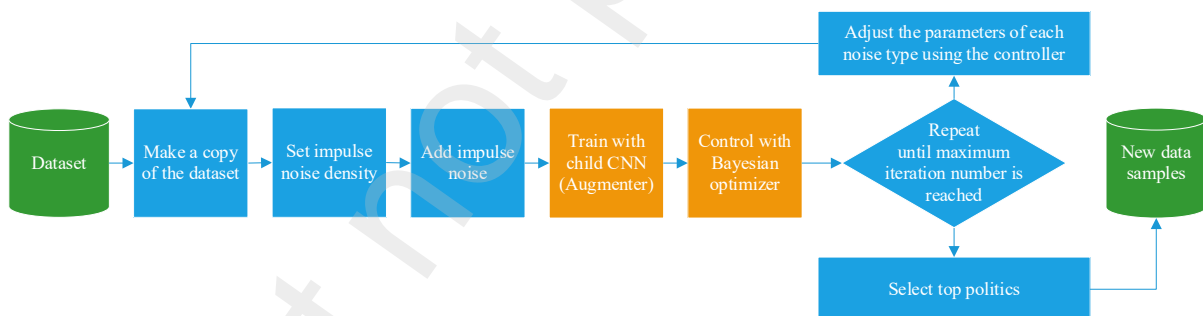 Adjust the parameters of each
noise type using the controller
Dataset
Make a copy
of the dataset
Set impulse
noise density
Add impulse
noise
Train with
child CNN
(Augmenter)
Control with
Bayesian
optimizer
Repeat
until maximum
iteration number is
reached
New data
samples
Select top politics
not